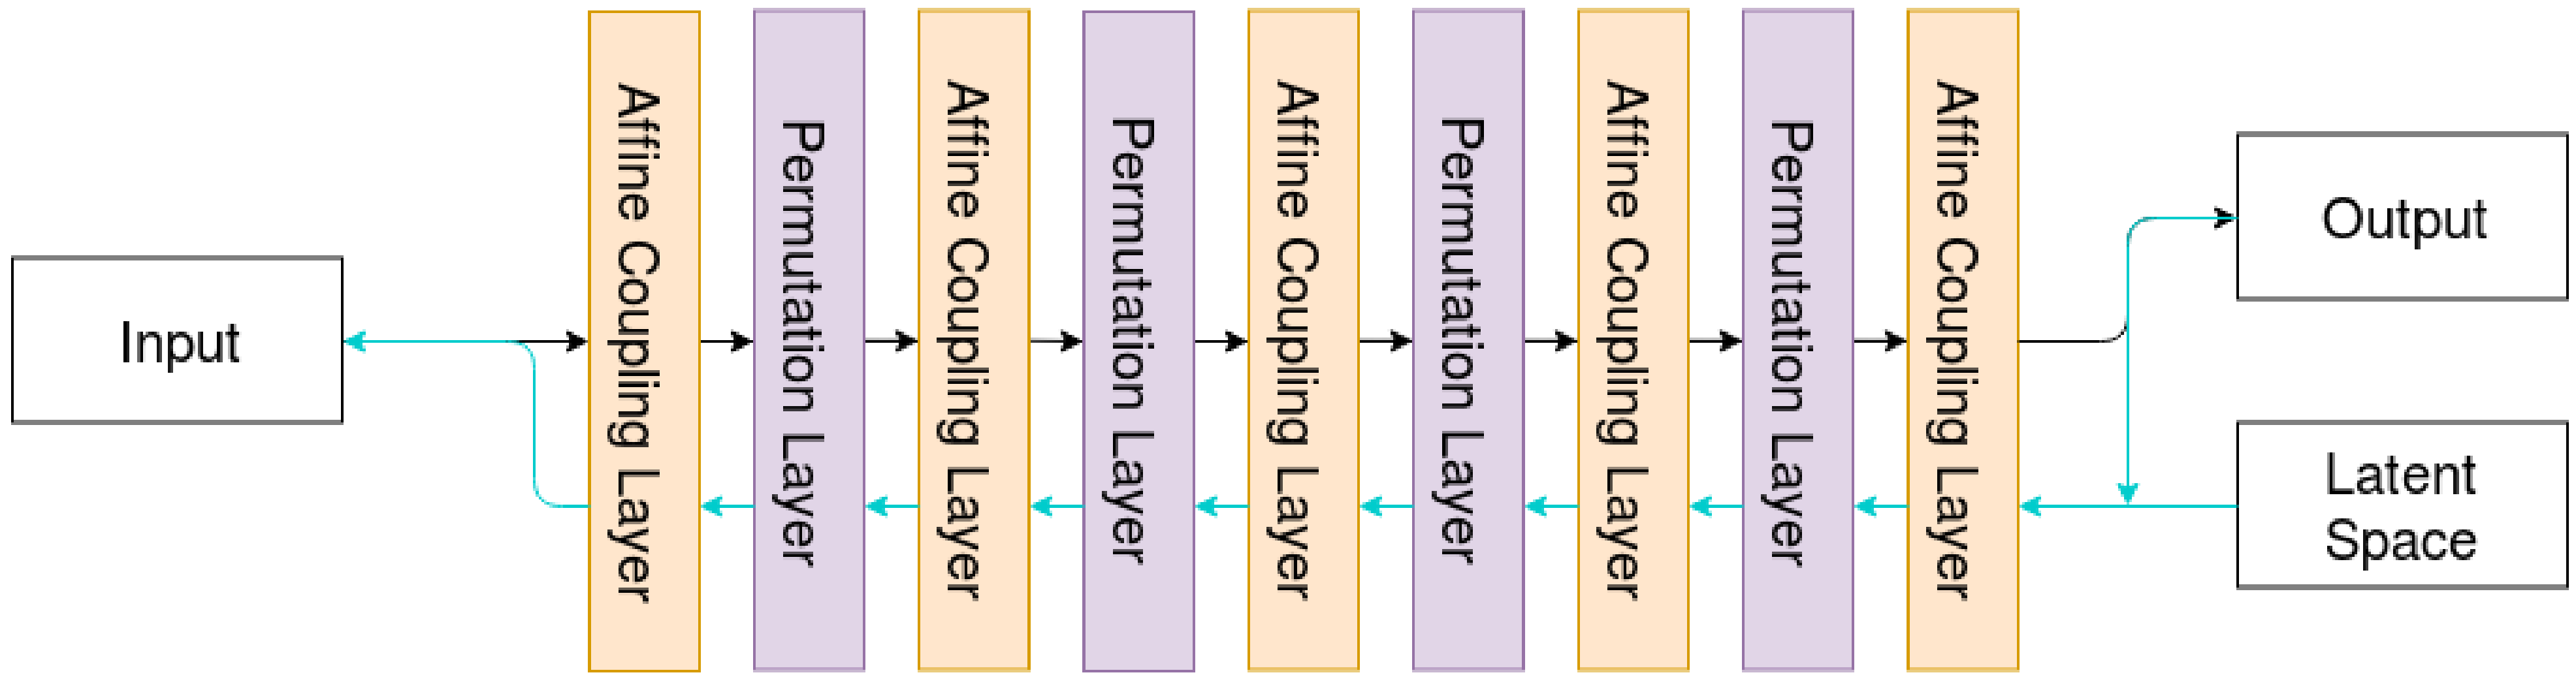 Input
Affine Coupling Layer
Permutation Layer
Affine Coupling Layer
Permutation Layer
Affine Coupling Layer
Permutation Layer
Affine Coupling Layer
Permutation Layer
Affine Coupling Layer
Output
Latent
Space